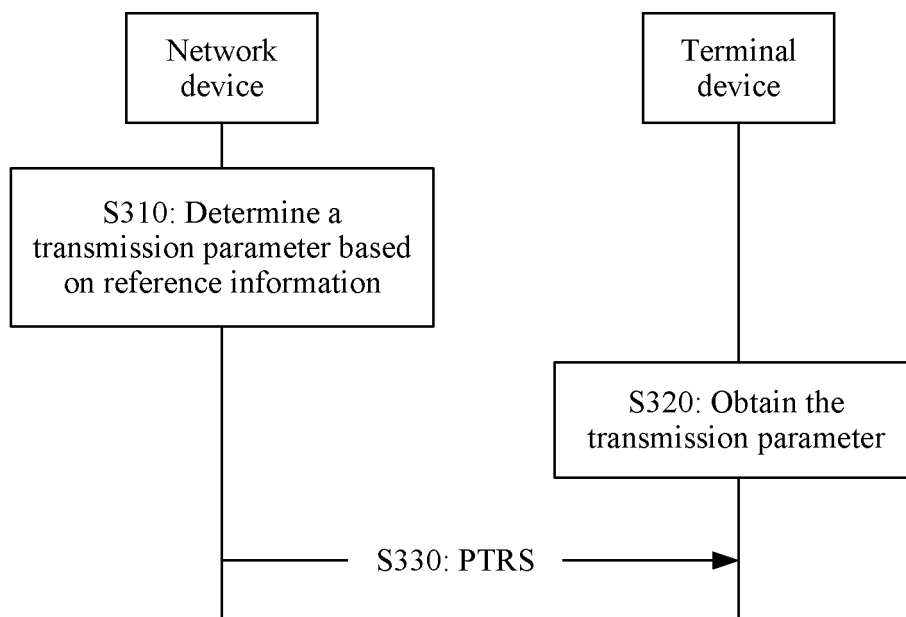 Network
device
Terminal
device
S310: Determine a
transmission parameter based
on reference information
S320: Obtain the
transmission parameter
S330: PTRS